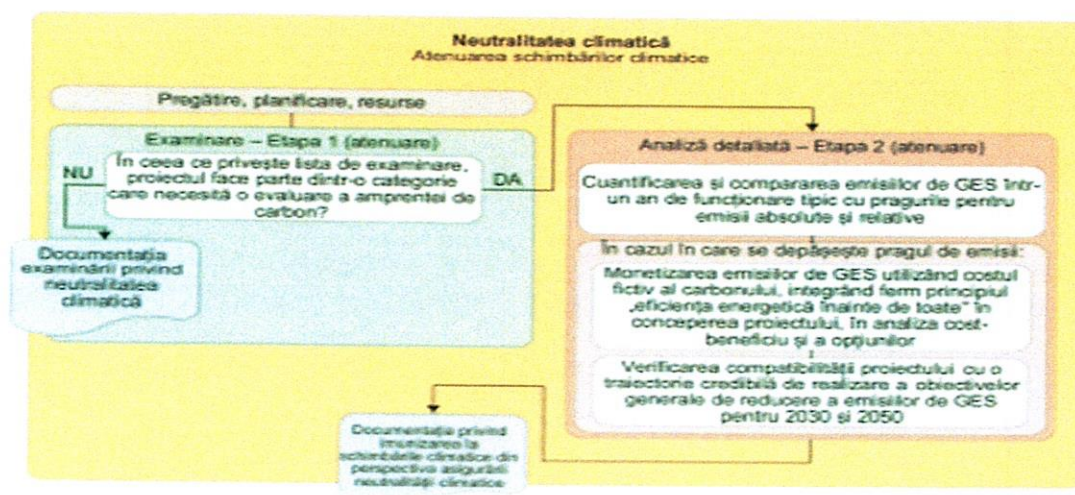 Neutralitatea climatică
Atenuarea schimbărilor climatice
Pregătire, planificare, resurse
Examinare – Etapa 1 (atenuare)
În ceea ce privește lista de examinare,
proiectul face parte dintr-o categorie
care necesită o evaluare a amprentei de
carbon?
NU
DA
Documentația
examinării privind
neutralitatea
climatică
Analiză detaliată – Etapa 2 (atenuare)
Cuantificarea și compararea emisiilor de GES într-
un an de funcționare tipic cu pragurile pentru
emisii absolute și relative
În cazul în care se depășește pragul de emisii:
Monetizarea emisiilor de GES utilizând costul
fictiv al carbonului, integrând ferm principiul
„eficiența energetică înainte de toate” în
conceperea proiectului, în analiza cost-
beneficiu și a opțiunilor
Verificarea compatibilității proiectului cu o
traiectorie credibilă de realizare a obiectivelor
generale de reducere a emisiilor de GES
pentru 2030 și 2050
Documentația privind
imunizarea la
schimbările climatice din
perspectiva asigurării
neutralității climatice